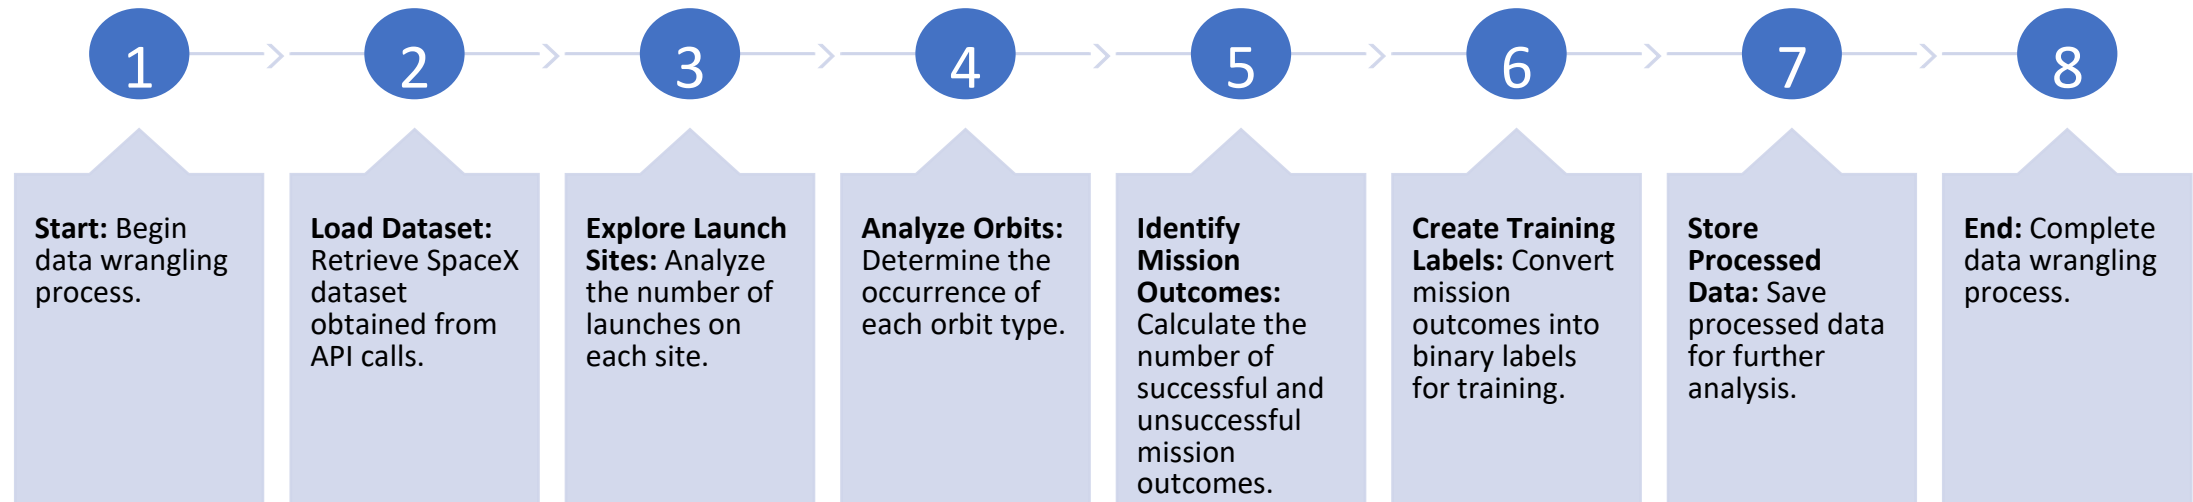 1
2
3
4
5
6
7
8
Start: Begin
data wrangling
process.
Load Dataset:
Retrieve SpaceX
dataset
obtained from
API calls.
Explore Launch
Sites: Analyze
the number of
launches on
each site.
Analyze Orbits:
Determine the
occurrence of
each orbit type.
Identify
Mission
Outcomes:
Calculate the
number of
successful and
unsuccessful
mission
outcomes.
Create Training
Labels: Convert
mission
outcomes into
binary labels
for training.
Store
Processed
Data: Save
processed data
for further
analysis.
End: Complete
data wrangling
process.